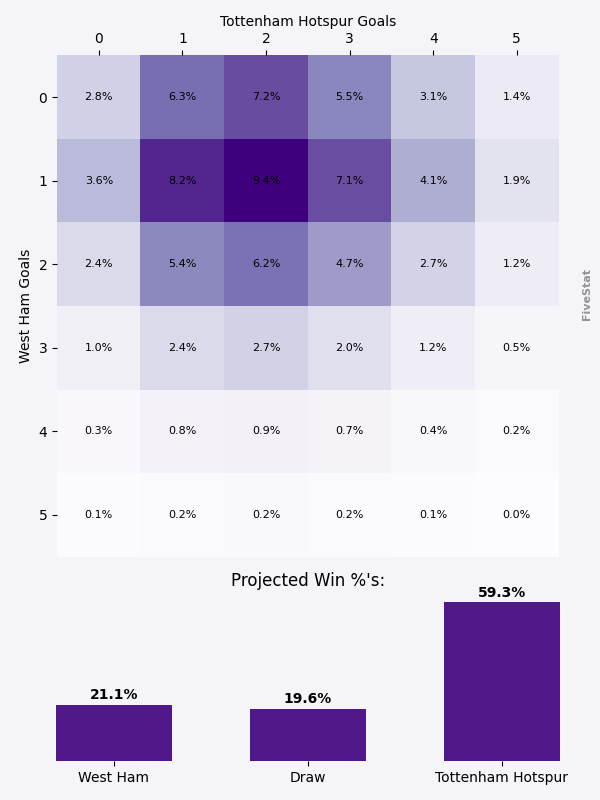 Tottenham Hotspur Goals
0 1 2 3 4 5
0 2.8% 6.3% 7.2% 5.5% 3.1% 1.4%
1 3.6% 8.2% 9.4% 7.1% 4.1% 1.9%
2 2.4% 5.4% 6.2% 4.7% 2.7% 1.2%
3 1.0% 2.4% 2.7% 2.0% 1.2% 0.5%
4 0.3% 0.8% 0.9% 0.7% 0.4% 0.2%
5 0.1% 0.2% 0.2% 0.2% 0.1% 0.0%
West Ham Goals
FiveStat
Projected Win %'s:
21.1% 19.6% 59.3%
West Ham Draw Tottenham Hotspur